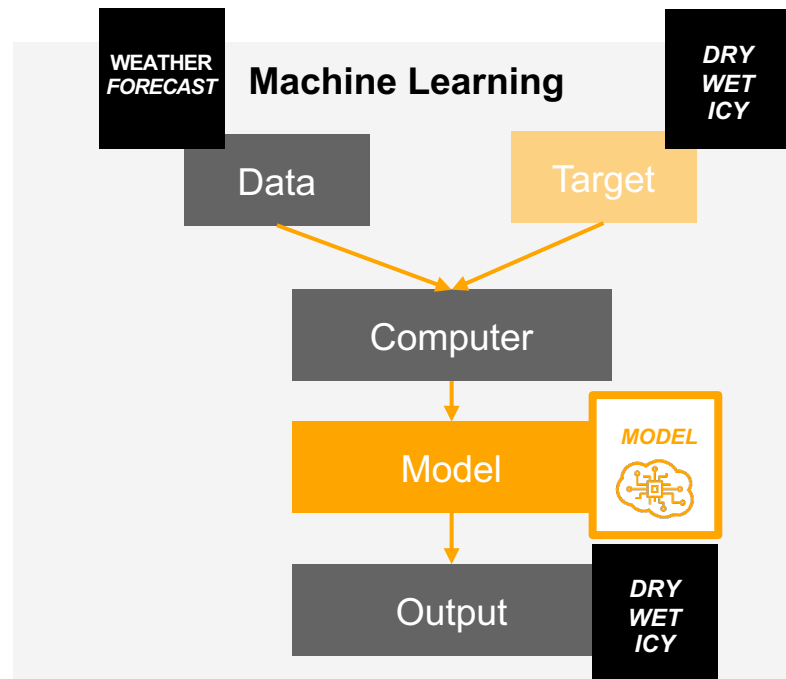 WEATHER
FORECAST
Machine Learning
DRY
WET
ICY
Data
Target
Computer
Model
MODEL
Output
DRY
WET
ICY